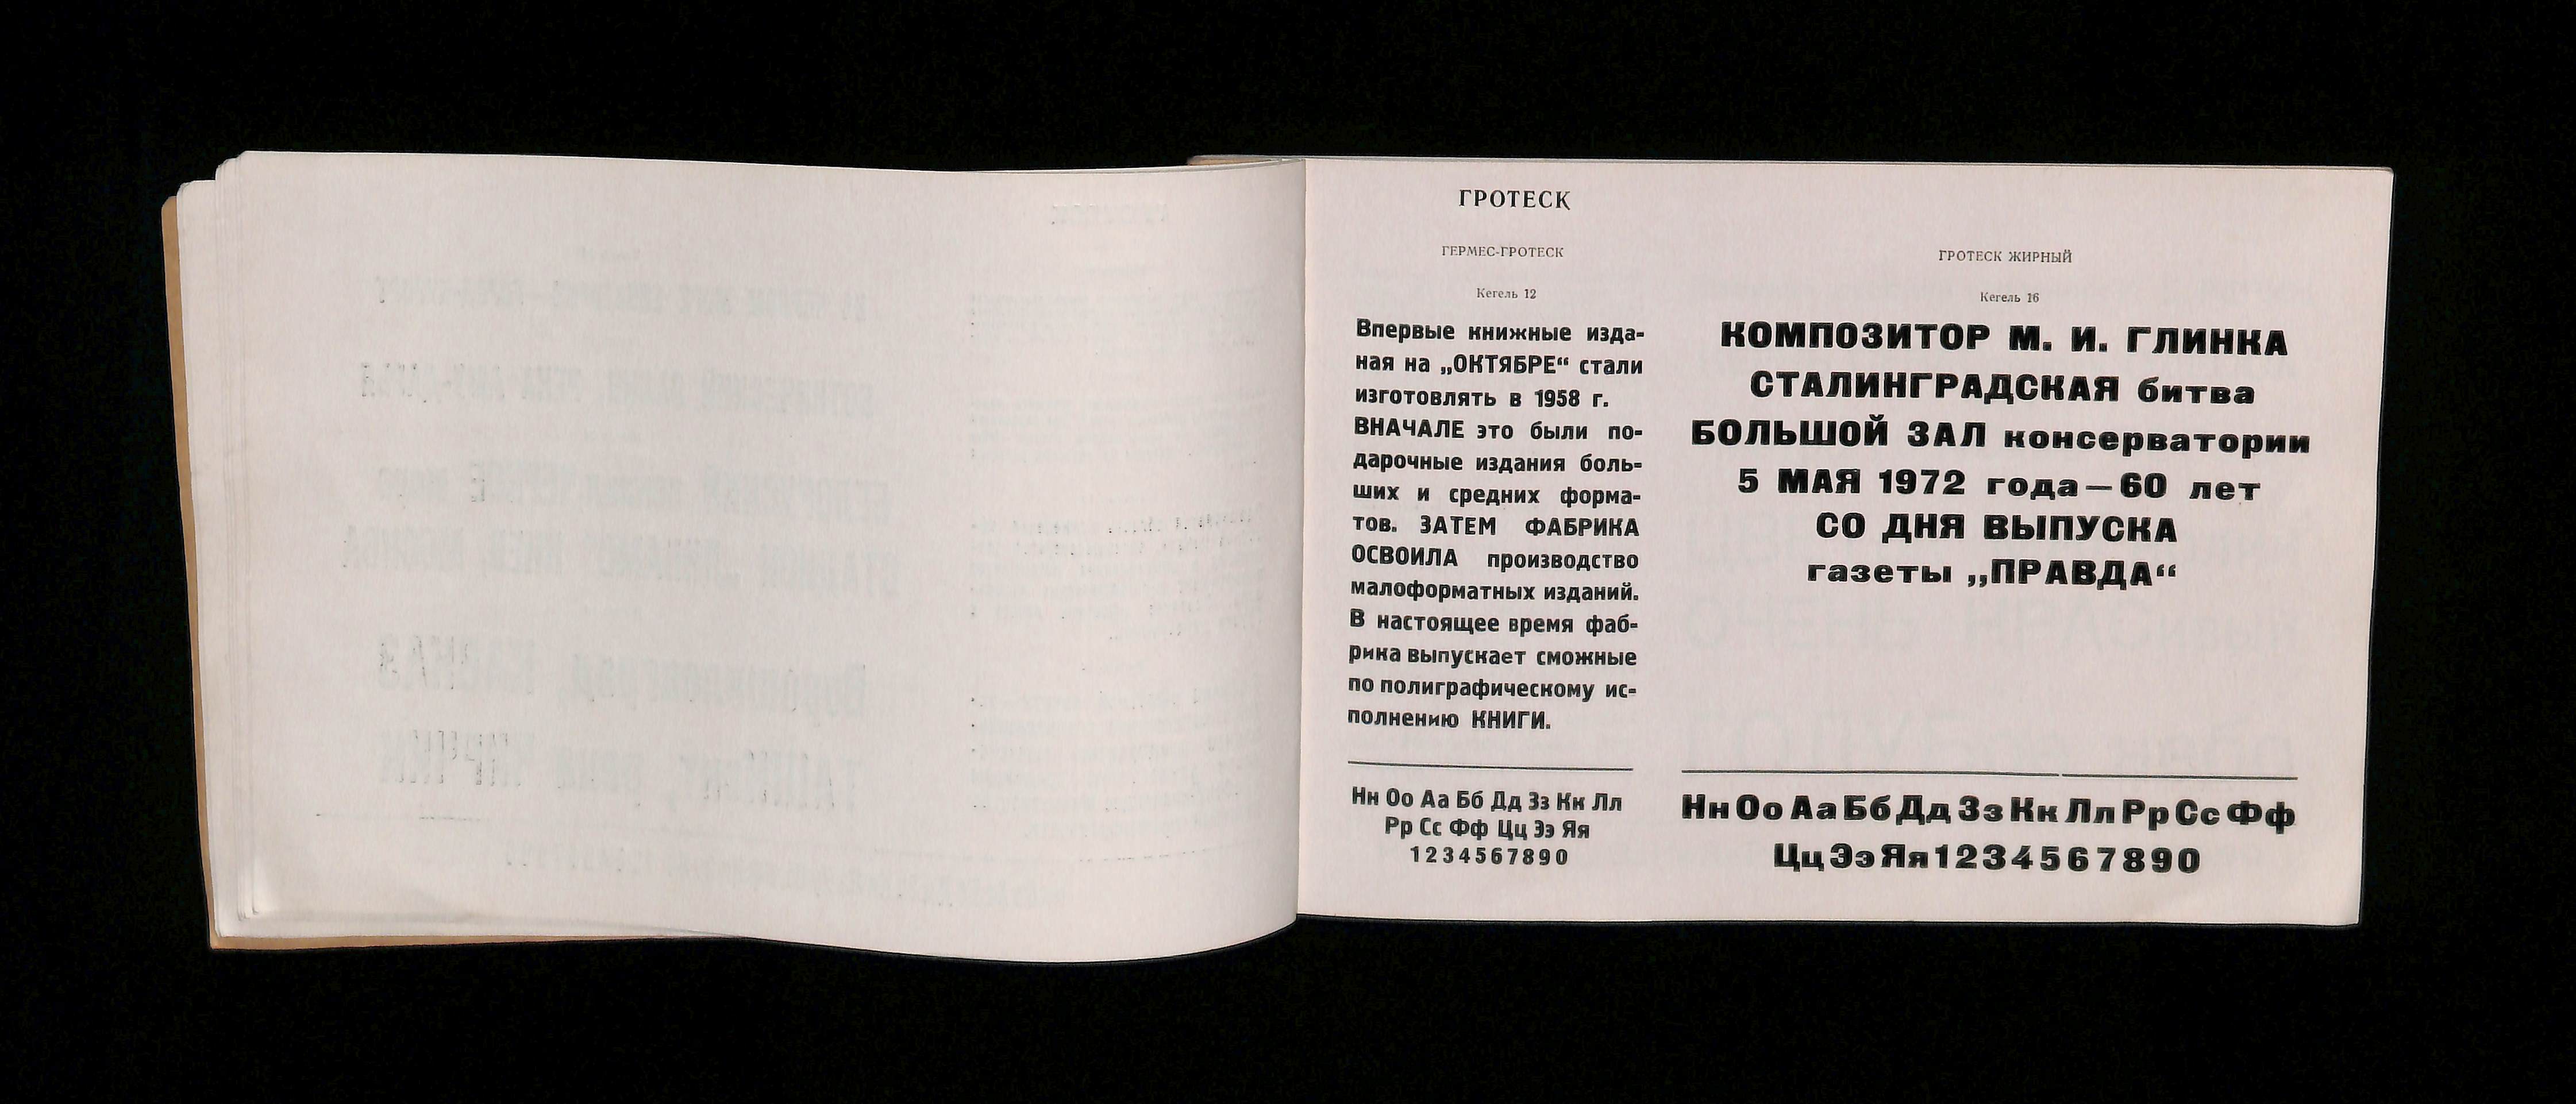 ГРОТЕСК
ГЕРМЕС-ГРОТЕСК
Кегель 12
Впервые книжные изда-
ная на „ОКТЯБРЕ“ стали
изготовлять в 1958 г.
ВНАЧАЛЕ это были по-
дарочные издания боль-
ших и средних форма-
тов. ЗАТЕМ ФАБРИКА
ОСВОИЛА производство
малоформатных изданий.
В настоящее время фаб-
рика выпускает сможные
по полиграфическому ис-
полнению КНИГИ.
Нн Оо Аа Бб Дд Зз Кк Лл
Рр Сс Фф Цц Ээ Яя
1234567890
ГРОТЕСК ЖИРНЫЙ
Кегель 16
КОМПОЗИТОР М. И. ГЛИНКА
СТАЛИНГРАДСКАЯ битва
БОЛЬШОЙ ЗАЛ консерватории
5 МАЯ 1972 года—60 лет
СО ДНЯ ВЫПУСКА
газеты „ПРАВДА“
Нн Оо Аа Бб Дд Зз Кк Лл Рр Сс Фф
Цц Ээ Яя 1234567890